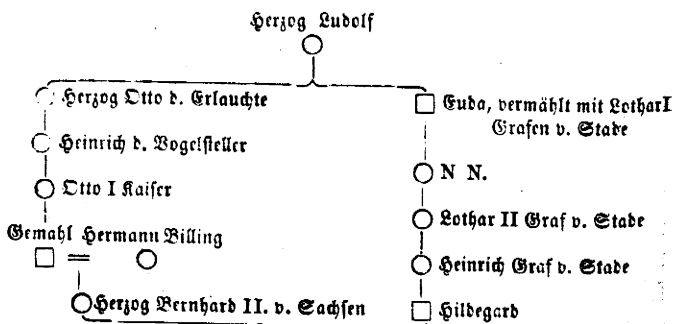 Herzog Ludolf
Herzog Otto d. Erlauchte
Euda, vermählt mit Lothar I
Grafen v. Stade
Heinrich d. Vogelsteller
N N.
Otto I Kaiser
Lothar II Graf v. Stade
Gemahl Hermann Billing
Heinrich Graf v. Stade
Herzog Bernhard II. v. Sachsen
Hildegard